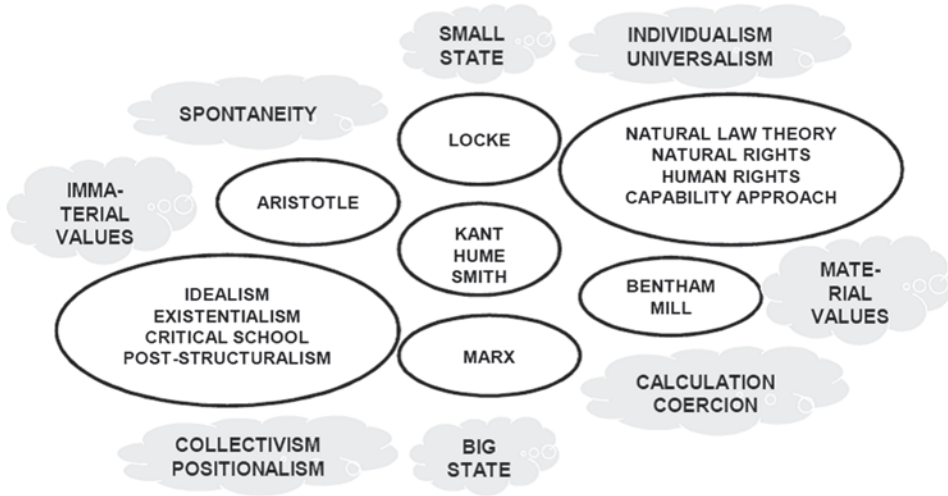 SMALL
STATE
INDIVIDUALISM
UNIVERSALISM
SPONTANEITY
LOCKE
NATURAL LAW THEORY
NATURAL RIGHTS
HUMAN RIGHTS
CAPABILITY APPROACH
IMMA-
TERIAL
VALUES
ARISTOTLE
KANT
HUME
SMITH
BENTHAM
MILL
MATE-
RIAL
VALUES
IDEALISM
EXISTENTIALISM
CRITICAL SCHOOL
POST-STRUCTURALISM
MARX
CALCULATION
COERCION
COLLECTIVISM
POSITIONALISM
BIG
STATE